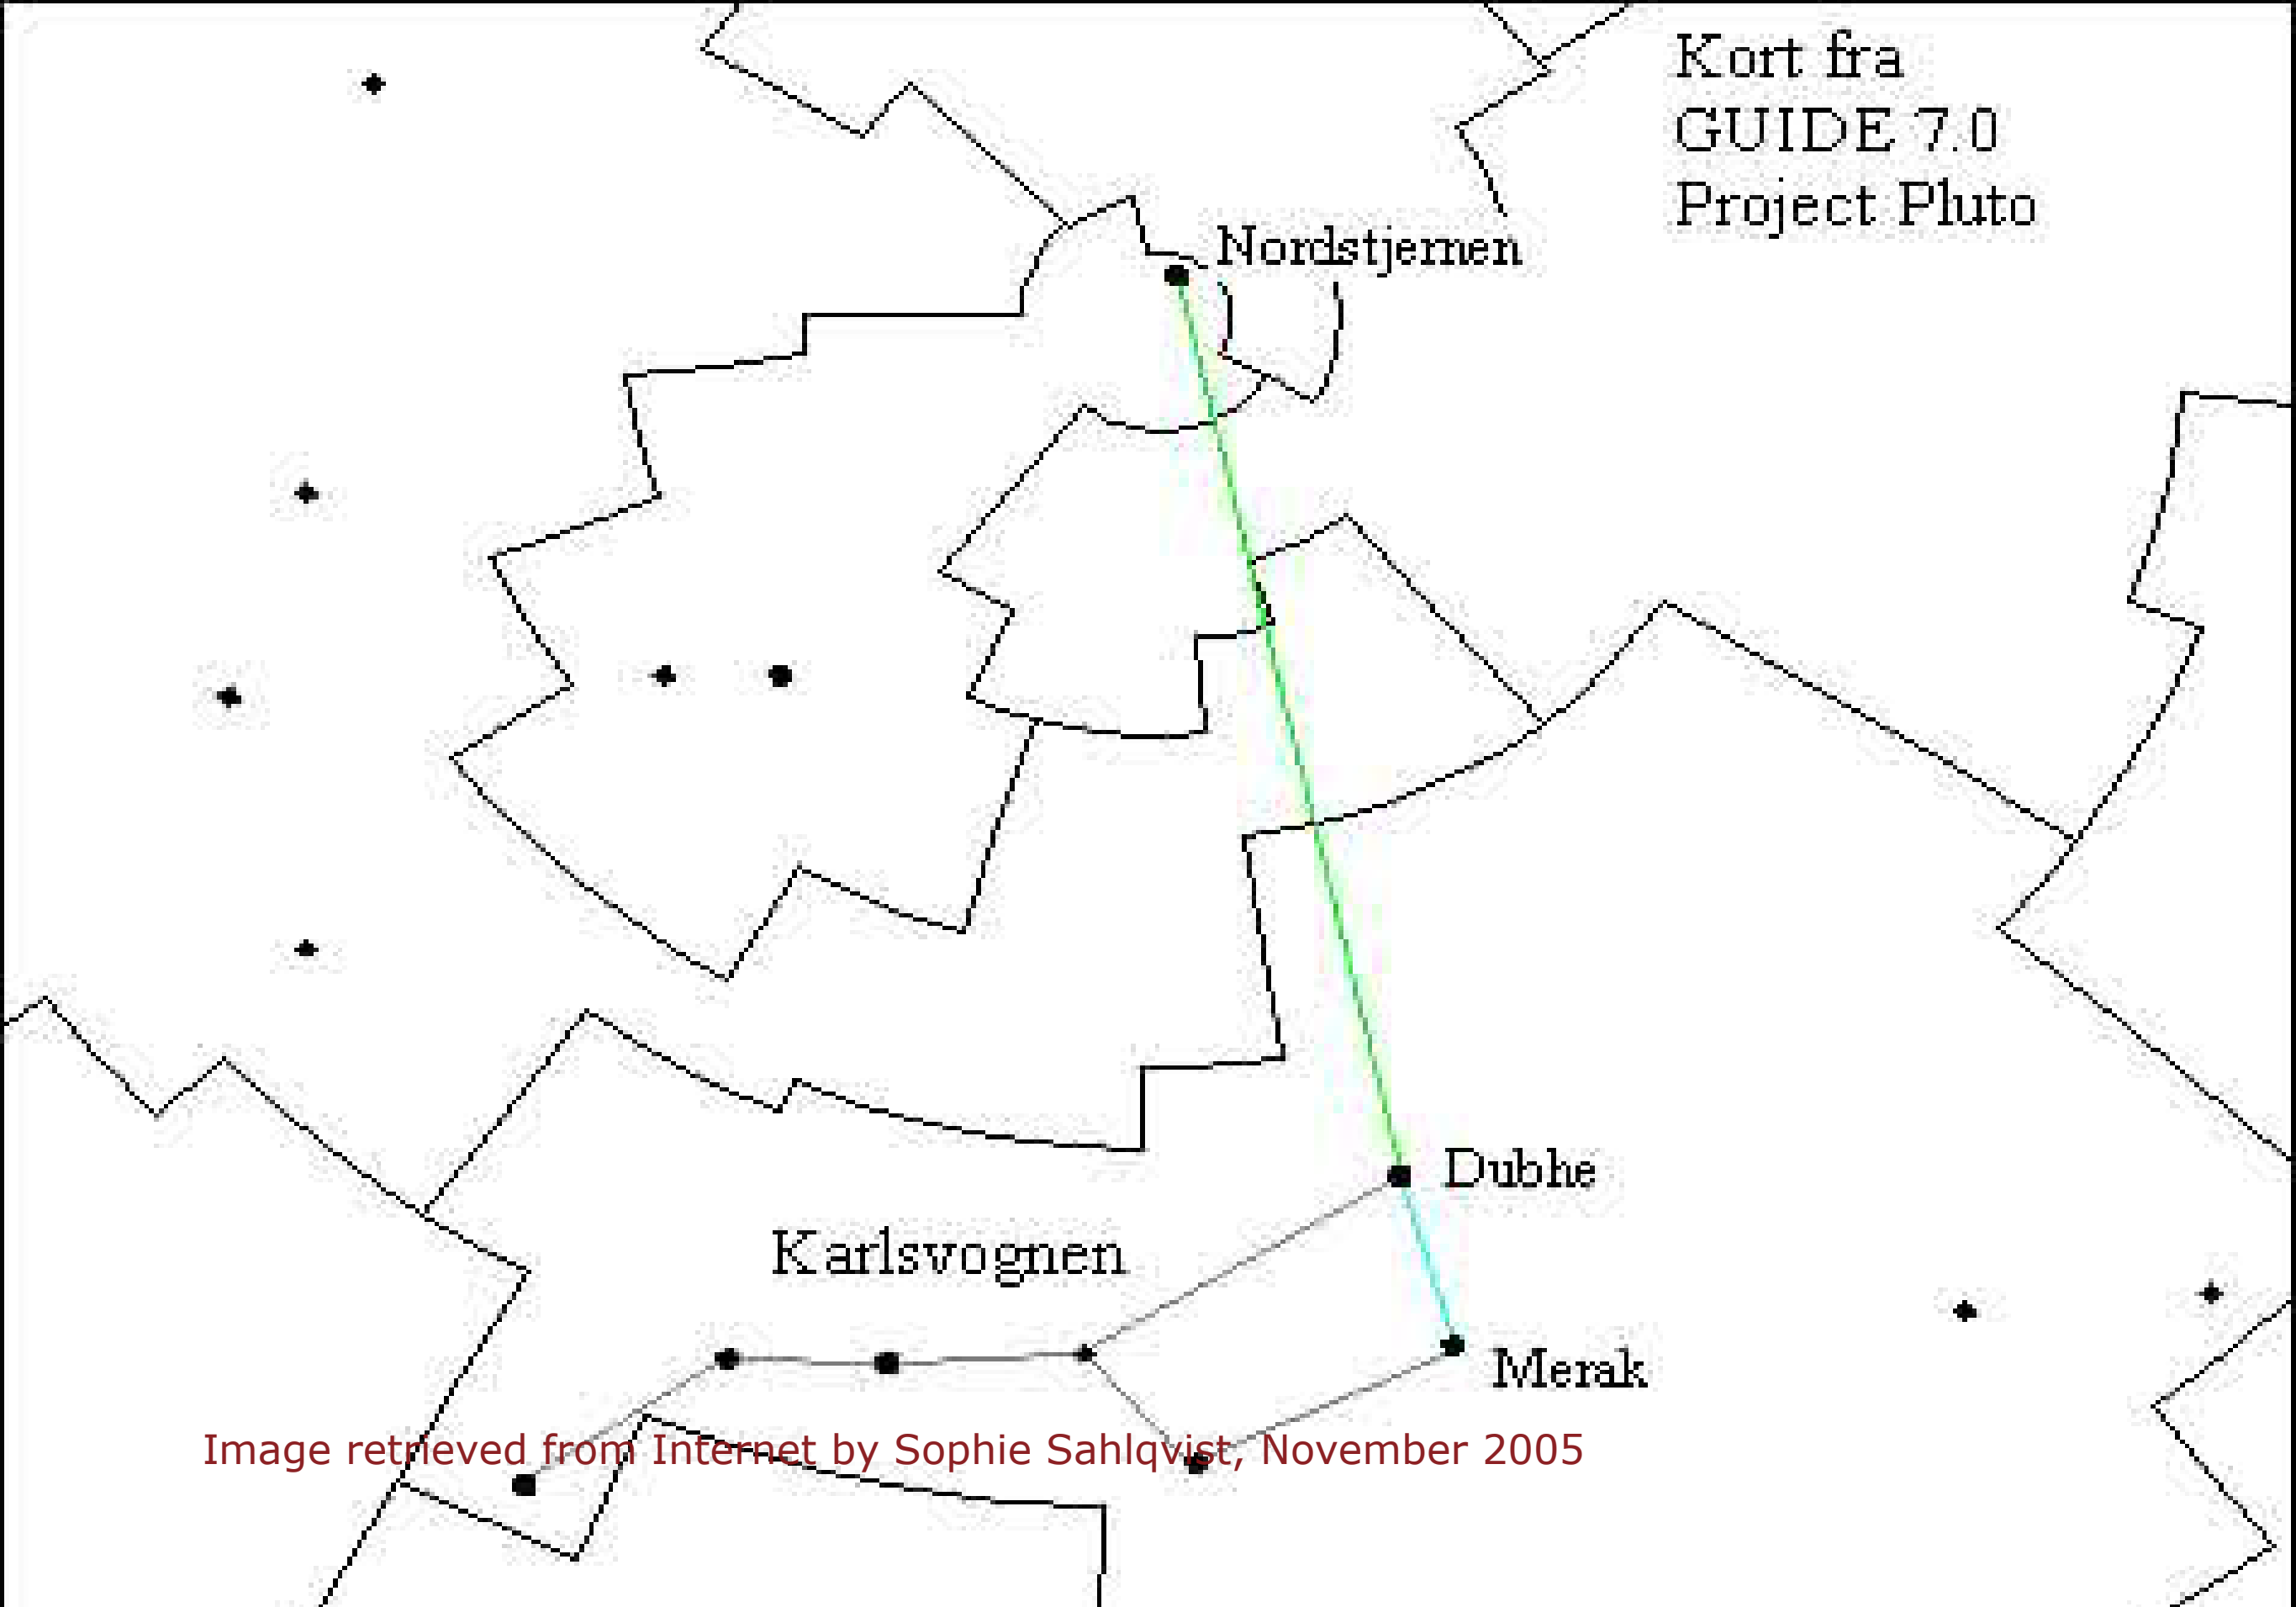 Kort fra
GUIDE 7.0
Project Pluto
Nordstjernen
Dubhe
Karlsvognen
Merak
Image retrieved from Internet by Sophie Sahlqvist, November 2005